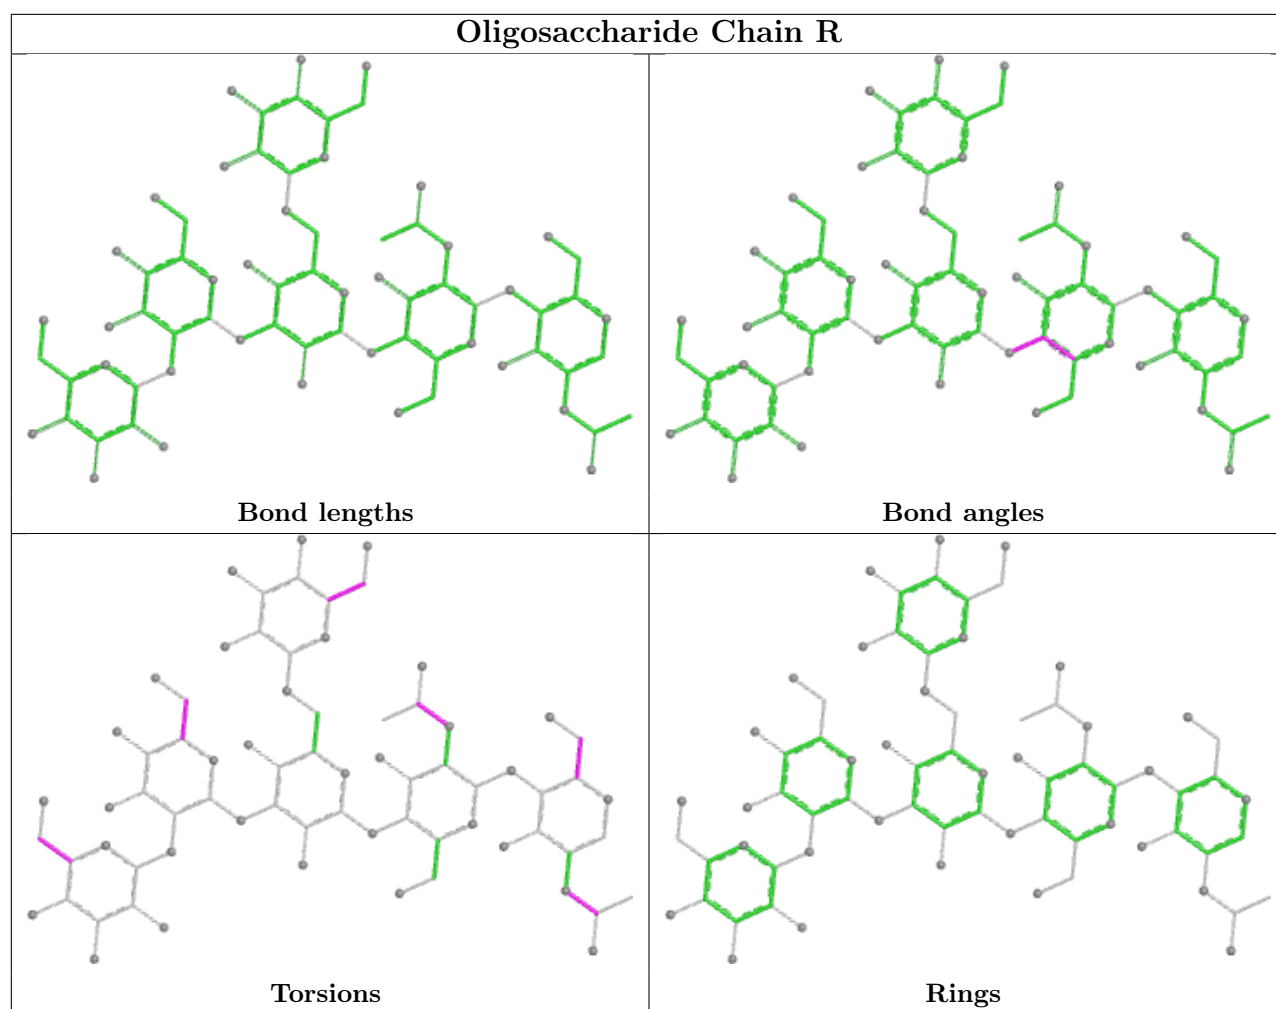 Oligosaccharide Chain R
Bond lengths
Bond angles
Torsions
Rings